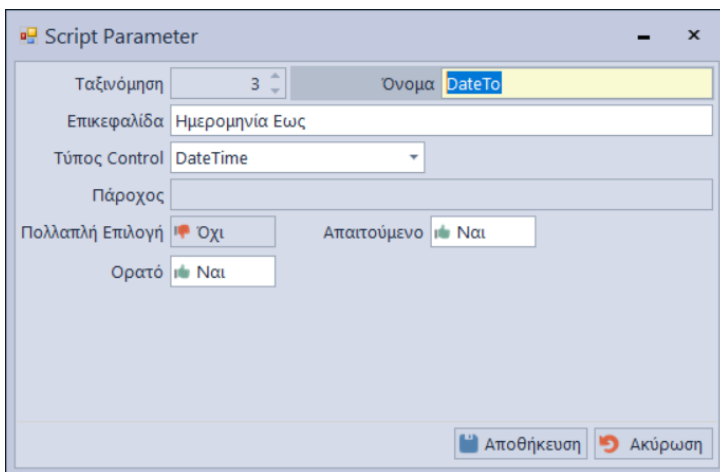 Script Parameter
Ταξινόμηση 3 Όνομα DateTo
Επικεφαλίδα Ημερομηνία Εως
Τύπος Control DateTime
Πάροχος
Πολλαπλή Επιλογή Όχι Απαιτούμενο Ναι
Ορατό Ναι
Αποθήκευση Ακύρωση